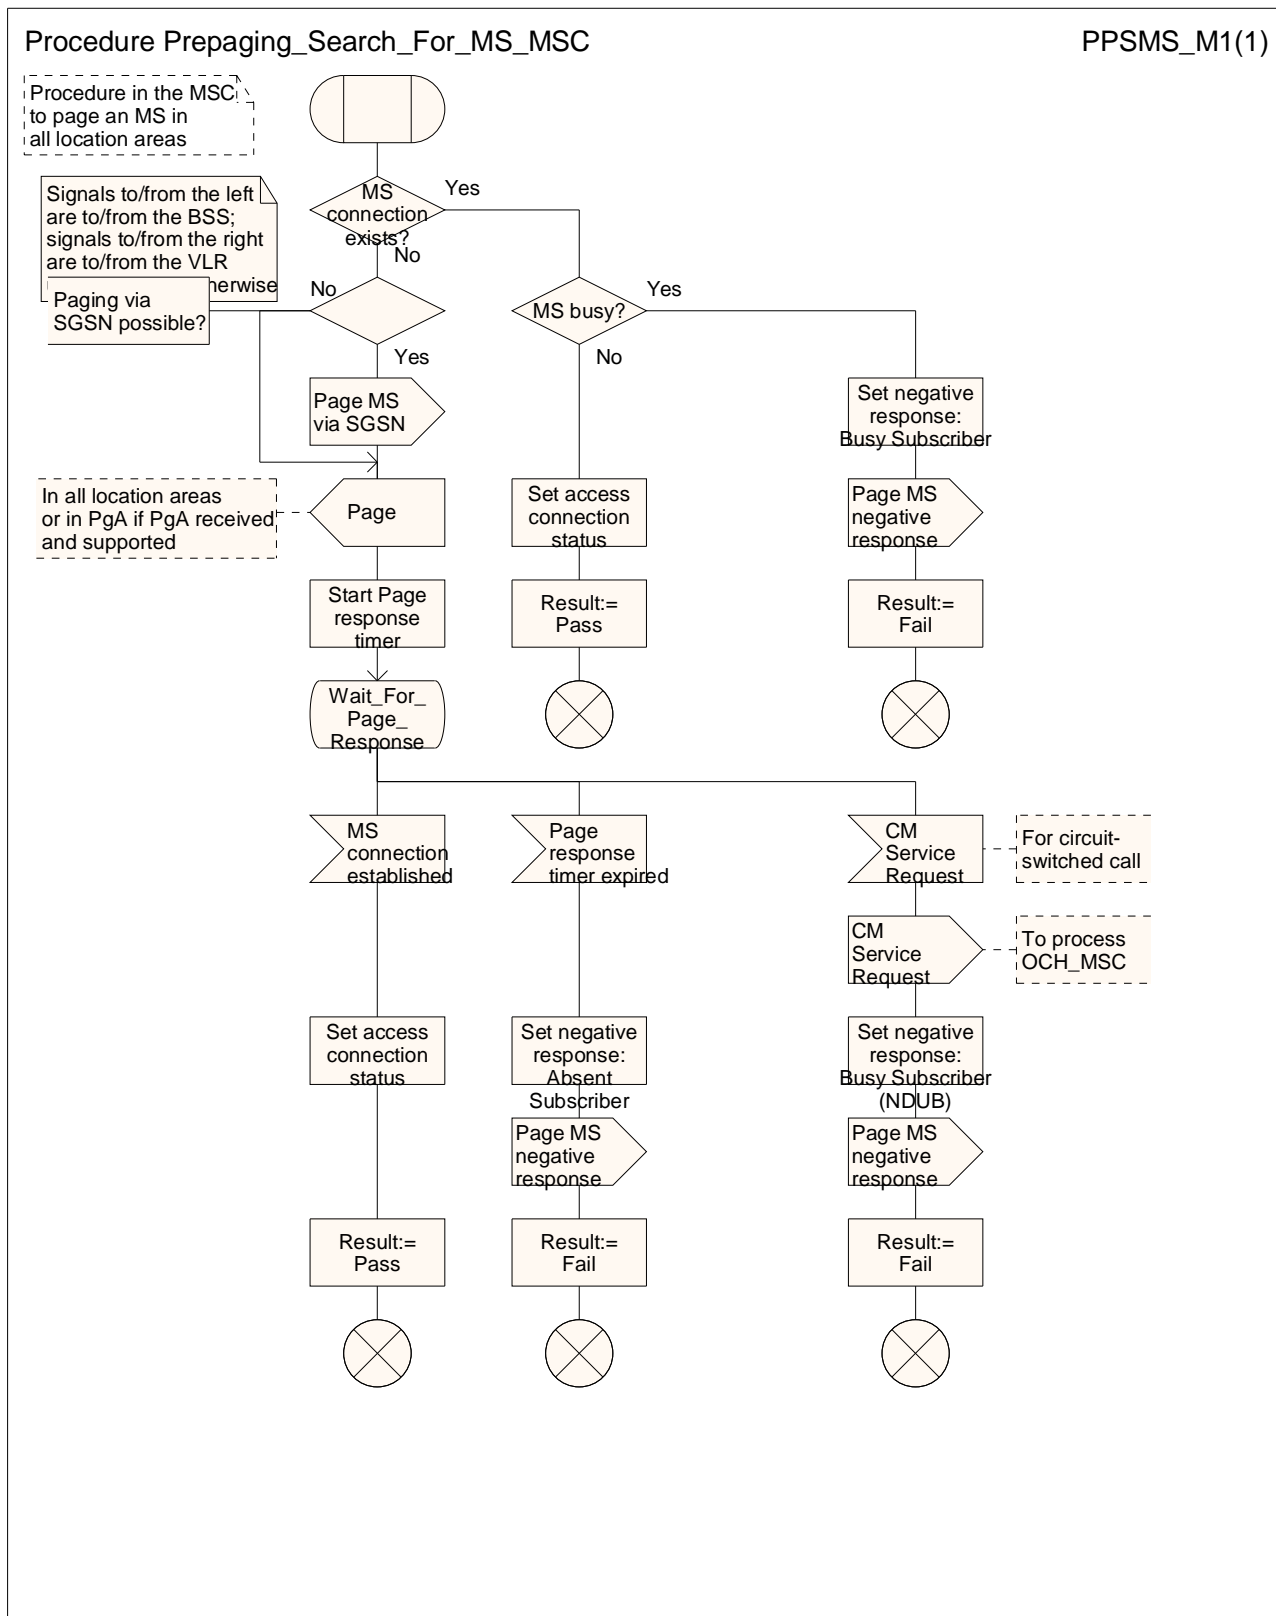 Procedure Prepaging_Search_For_MS_MSC
PPSMS_M1(1)
Procedure in the MSC
to page an MS in
all location areas
Signals to/from the left
are to/from the BSS;
signals to/from the right
are to/from the VLR
herwise
MS
connection
exists?
Yes
No
Paging via
SGSN possible?
No
Yes
MS busy?
Yes
No
Page MS
via SGSN
Set negative
response:
Busy Subscriber
In all location areas
or in PgA if PgA received
and supported
Page
Set access
connection
status
Page MS
negative
response
Start Page
response
timer
Result:=
Pass
Result:=
Fail
Wait_For_
Page_
Response
MS
connection
established
Page
response
timer expired
CM
Service
Request
For circuit-
switched call
CM
Service
Request
To process
OCH_MSC
Set access
connection
status
Set negative
response:
Absent
Subscriber
Set negative
response:
Busy Subscriber
(NDUB)
Page MS
negative
response
Page MS
negative
response
Result:=
Pass
Result:=
Fail
Result:=
Fail